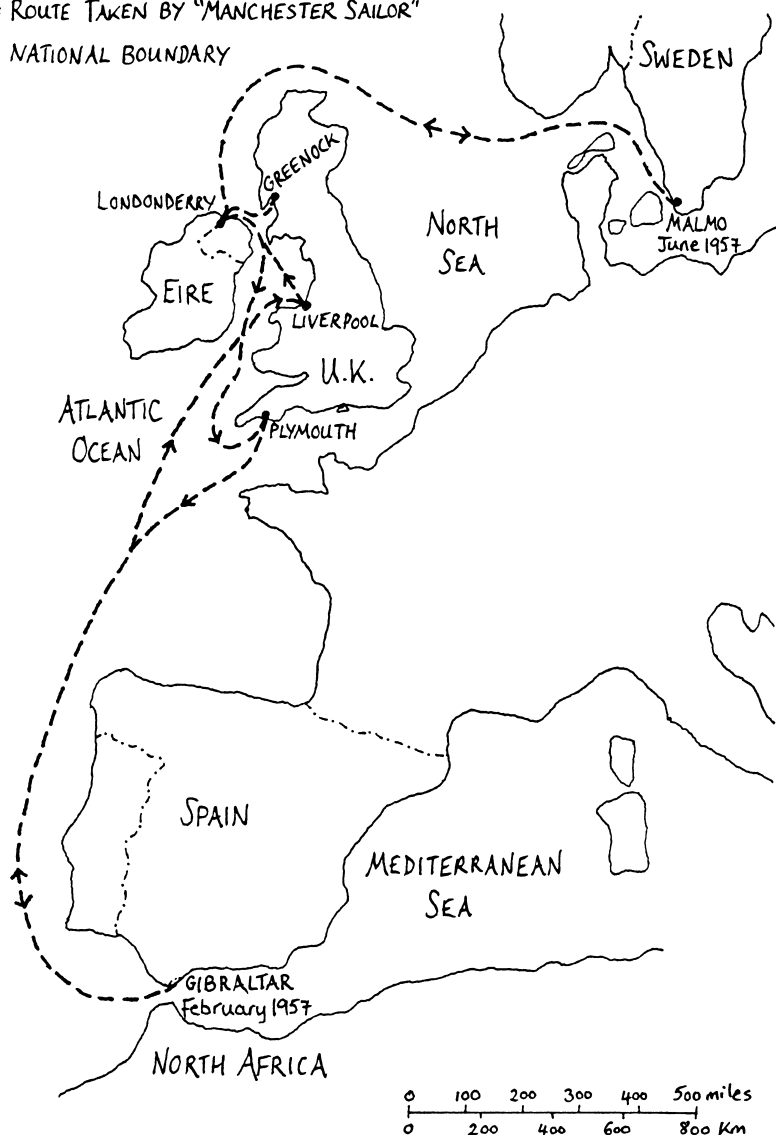 : ROUTE TAKEN BY "MANCHESTER SAILOR"
NATIONAL BOUNDARY
SWEDEN
GREENOCK
LONDONDERRY
NORTH
SEA
MALMO
June 1957
EIRE
LIVERPOOL
U.K.
ATLANTIC
OCEAN
PLYMOUTH
SPAIN
MEDITERRANEAN
SEA
GIBRALTAR
February 1957
NORTH AFRICA
0 100 200 300 400 500 miles
0 200 400 600 800 Km